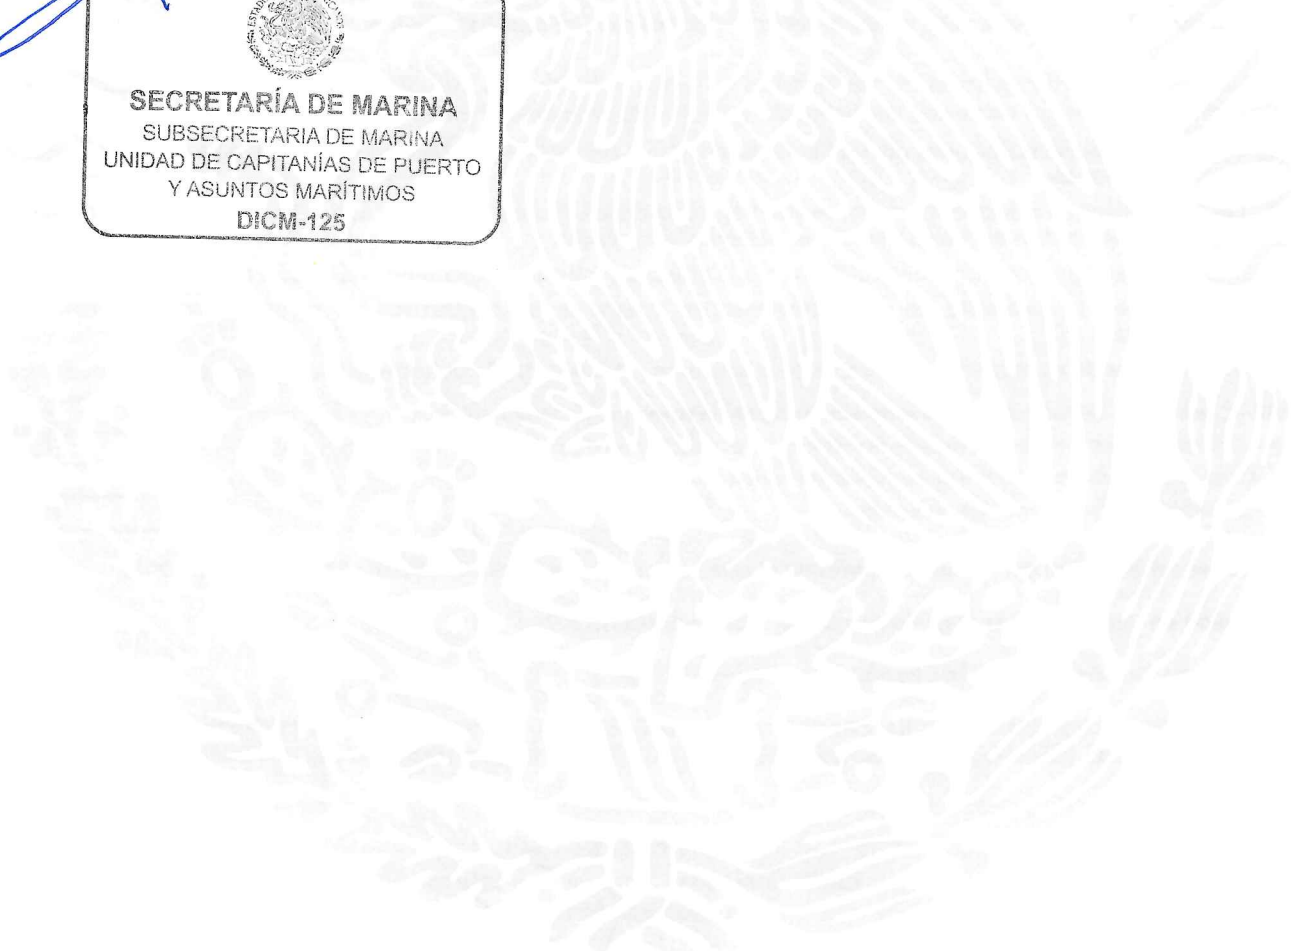 SECRETARÍA DE MARINA
SUBSECRETARIA DE MARINA
UNIDAD DE CAPITANÍAS DE PUERTO
Y ASUNTOS MARÍTIMOS
DICM-125